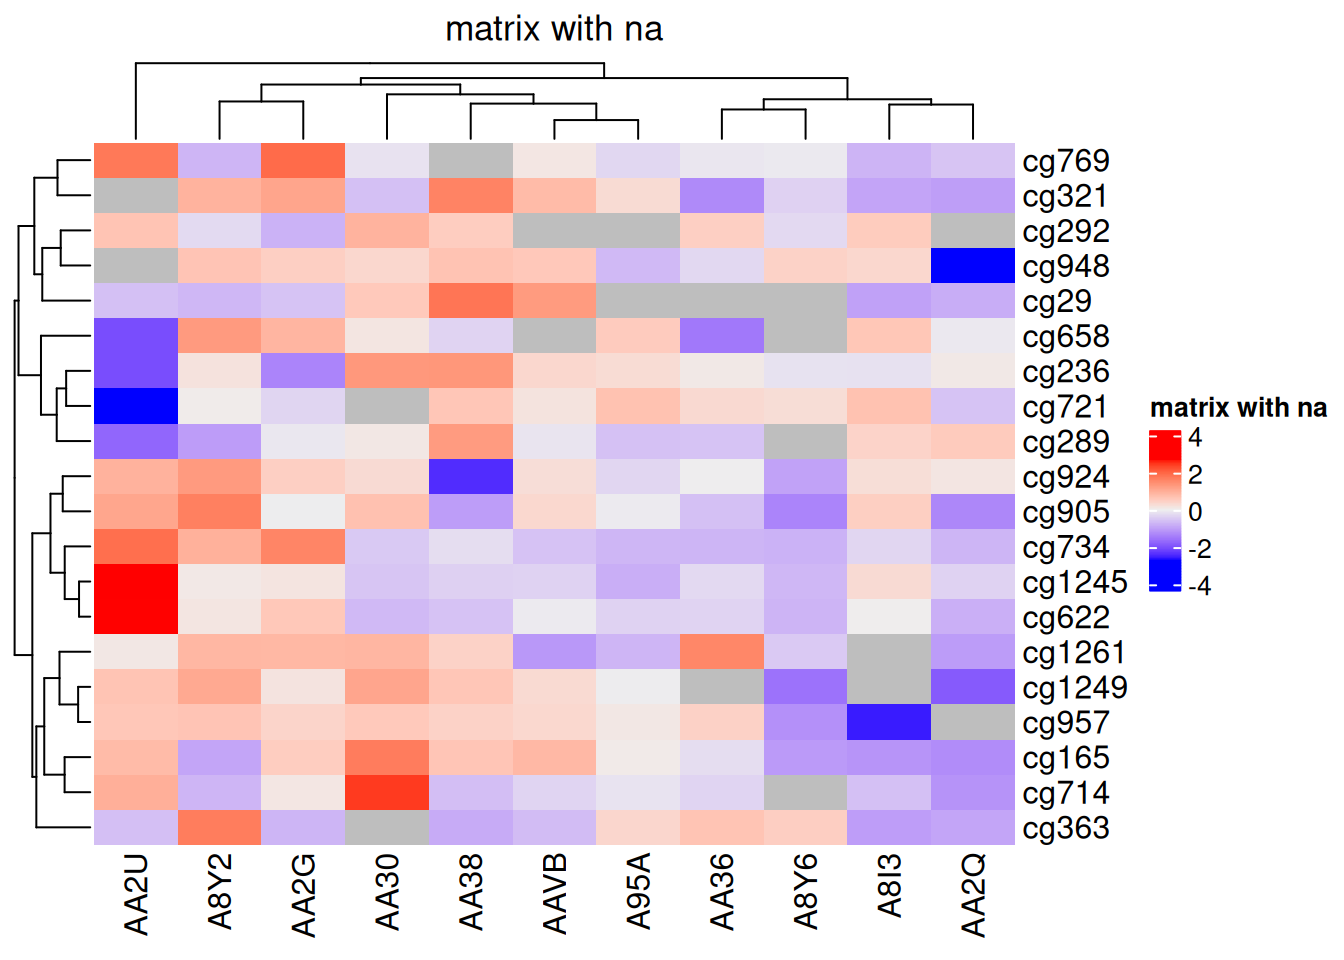 matrix with na
cg769
cg321
cg292
cg948
cg29
cg658
cg236
cg721
cg289
cg924
cg905
cg734
cg1245
cg622
cg1261
cg1249
cg957
cg165
cg714
cg363
AA2U
A8Y2
AA2G
AA30
AA38
AAVB
A95A
AA36
A8Y6
A8I3
AA2Q
matrix with na
4
2
0
-2
-4